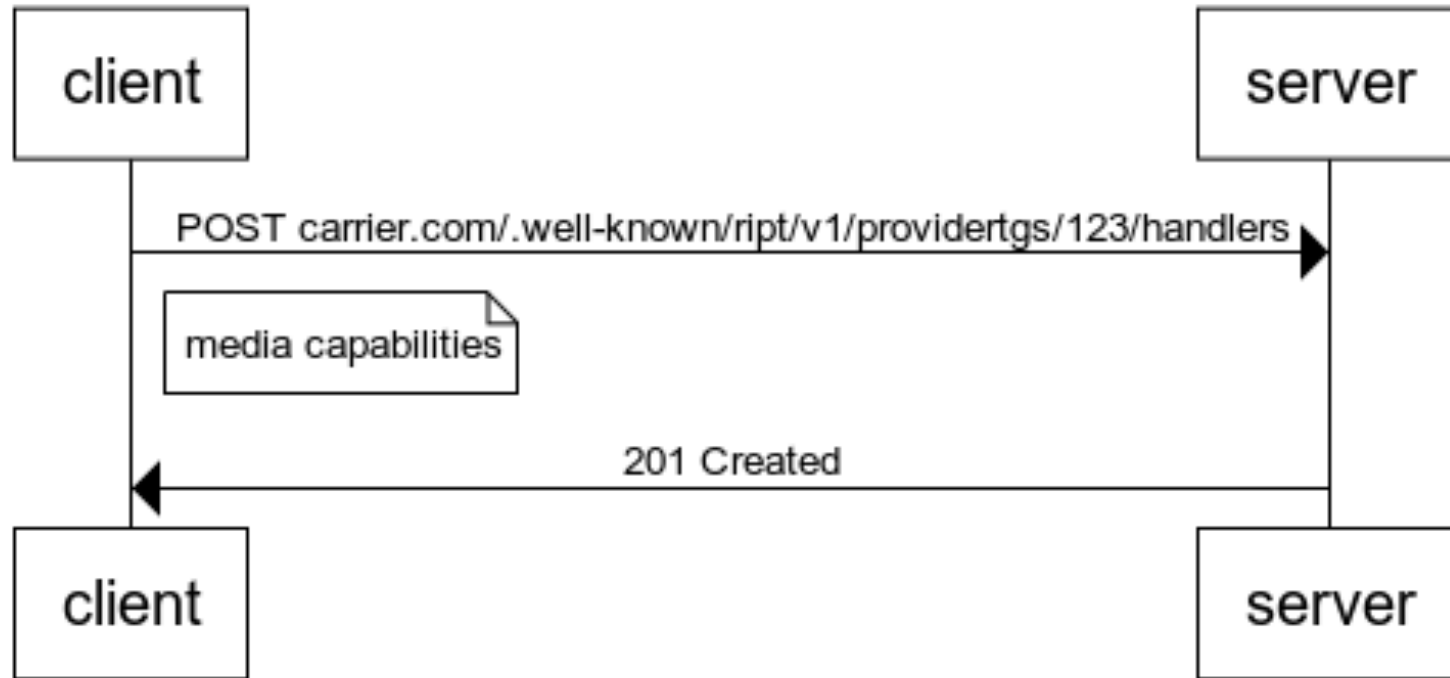 client
server
POST carrier.com/.well-known/ript/v1/providertgs/123/handlers
media capabilities
201 Created
client
server